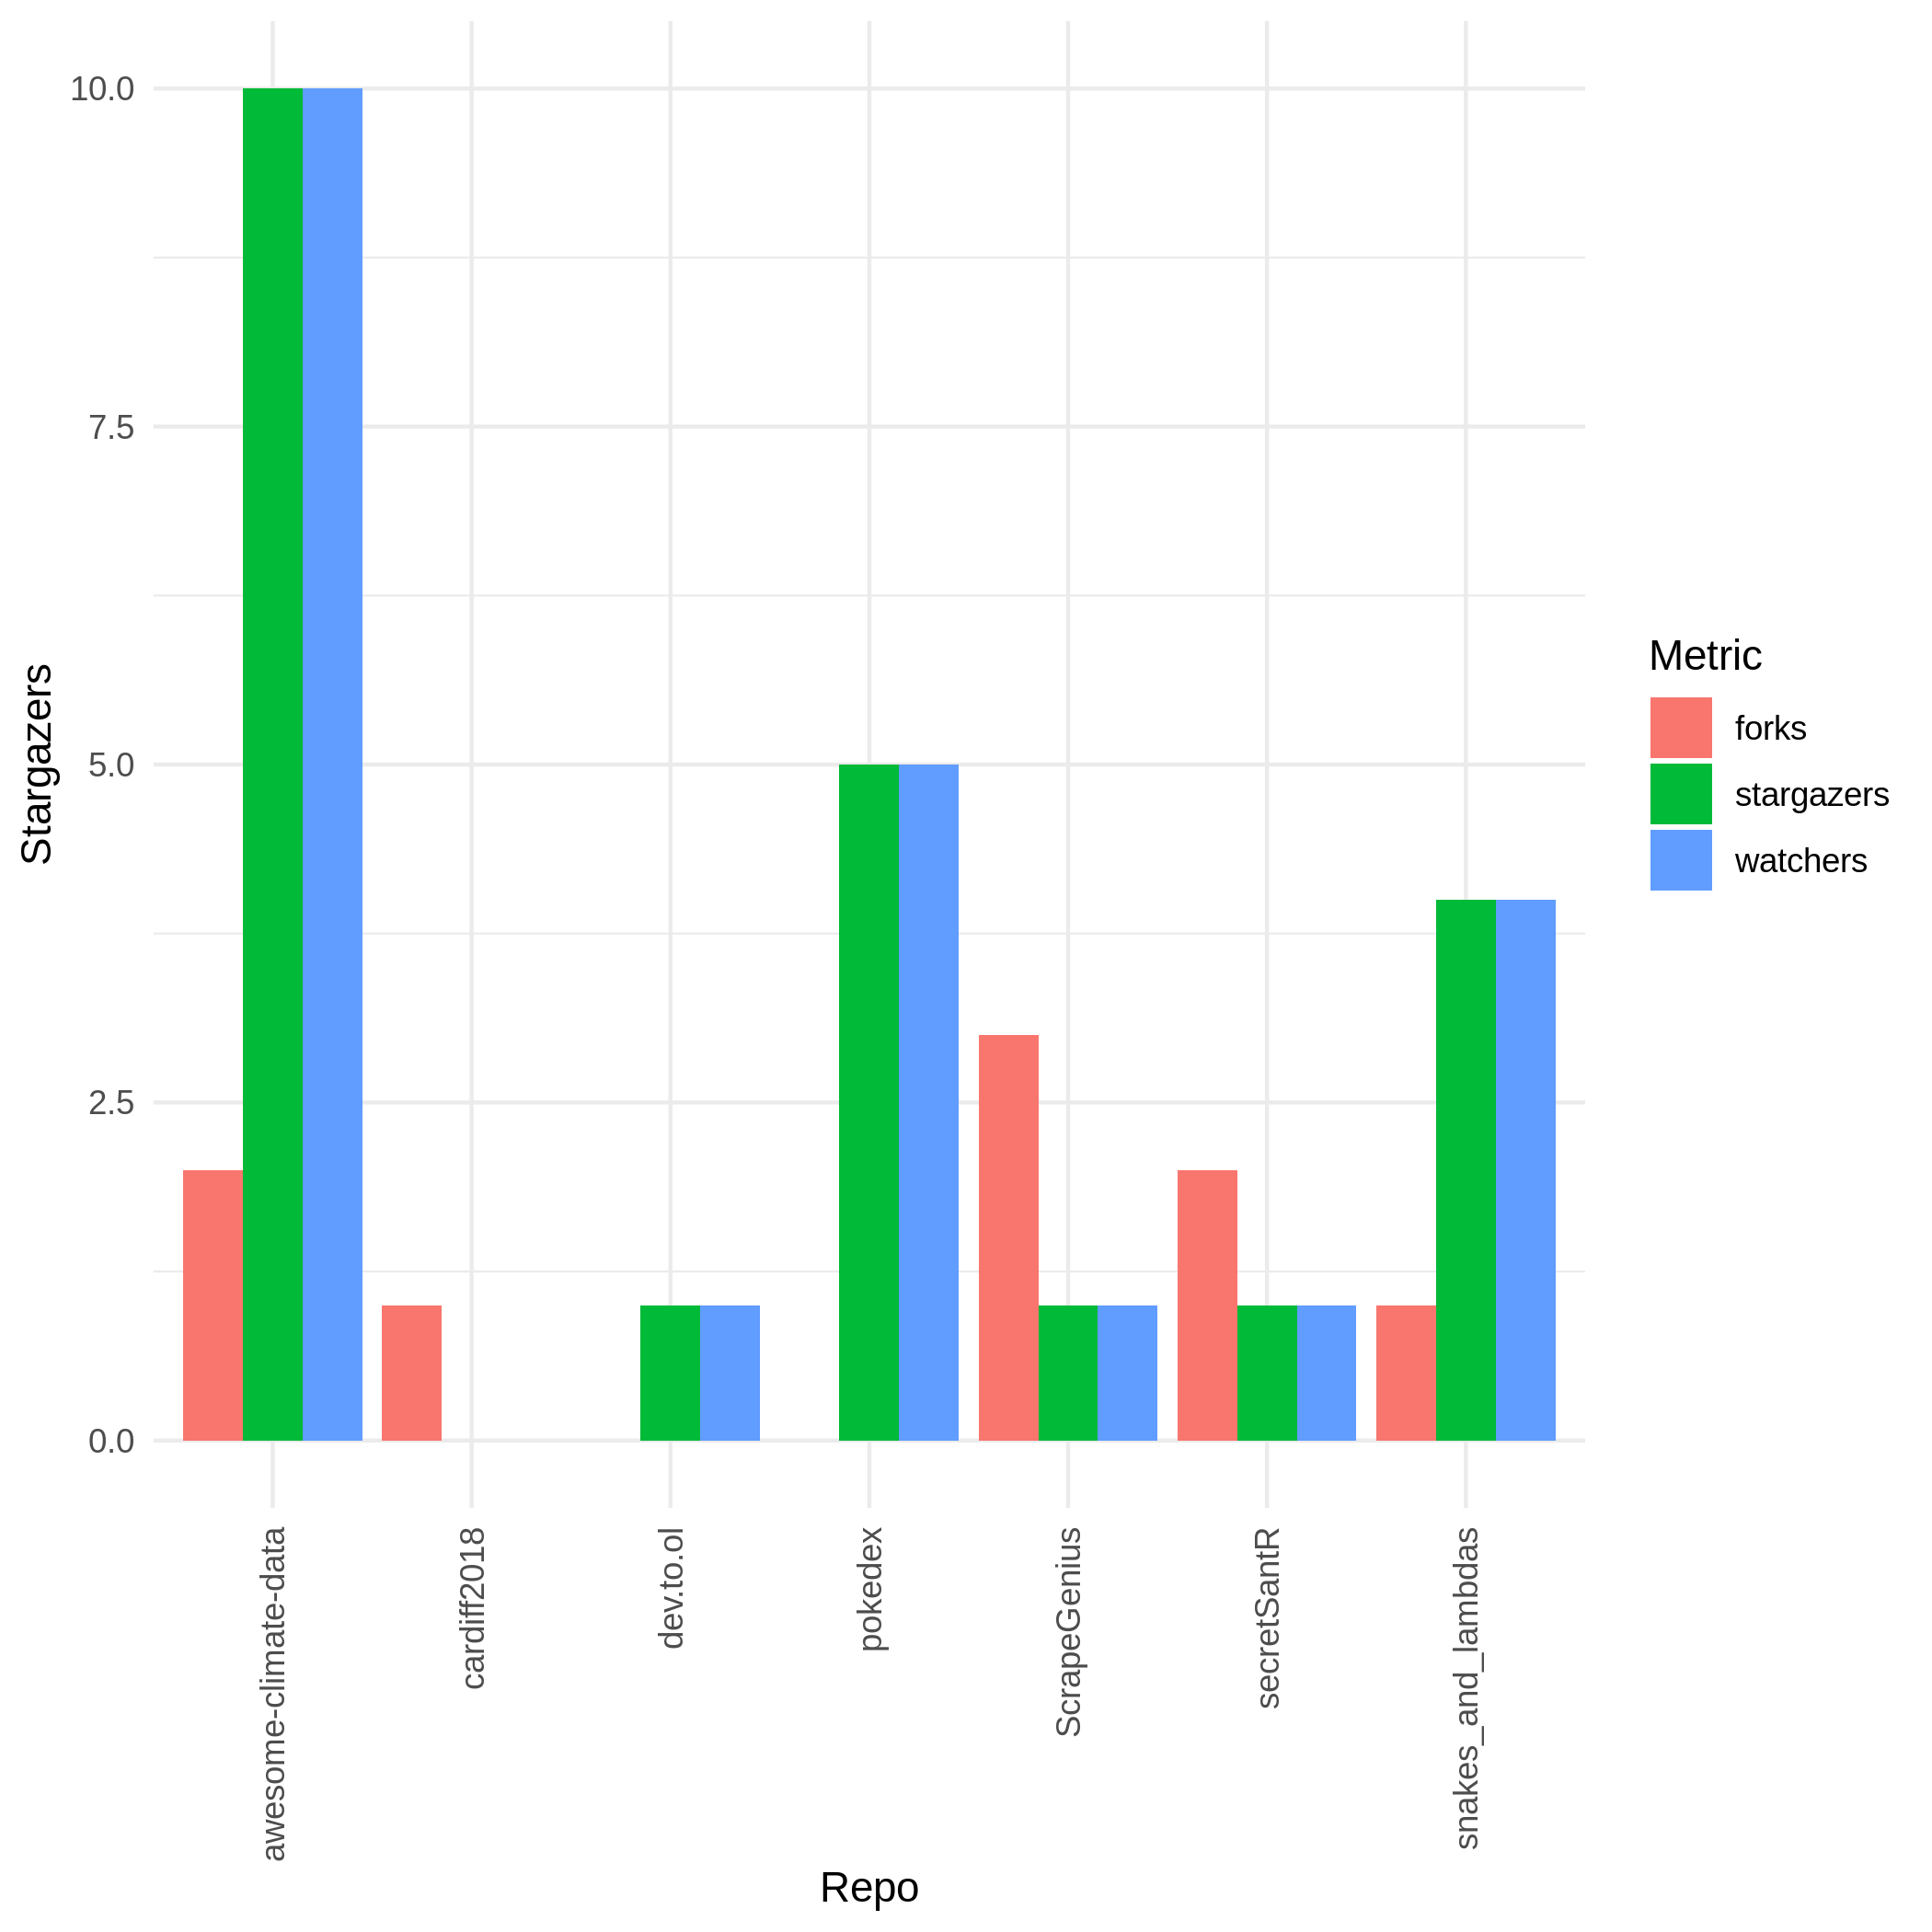 Stargazers
10.0
7.5
5.0
2.5
0.0
awesome-climate-data
cardiff2018
dev.to.ol
pokedex
ScrapeGenius
secretSantR
snakes_and_lambdas
Repo
Metric
forks
stargazers
watchers